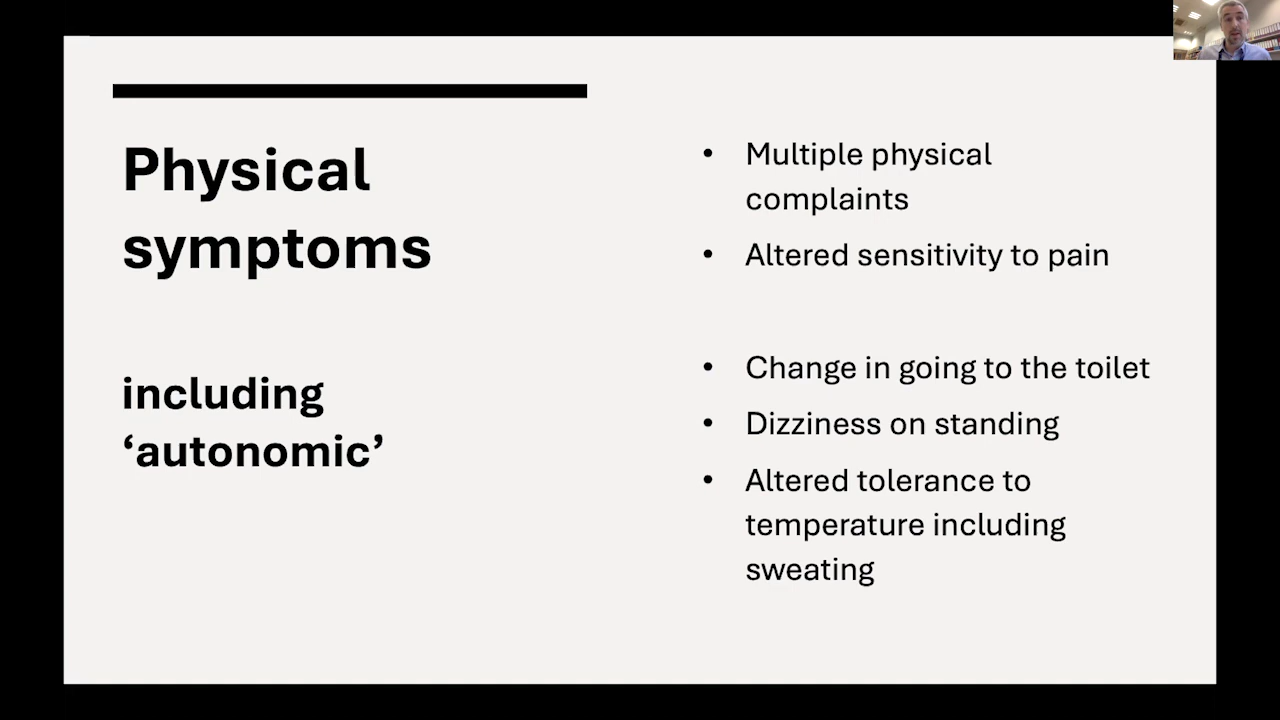 Physical
symptoms
including
‘autonomic’
• Multiple physical
complaints
• Altered sensitivity to pain
• Change in going to the toilet
• Dizziness on standing
• Altered tolerance to
temperature including
sweating